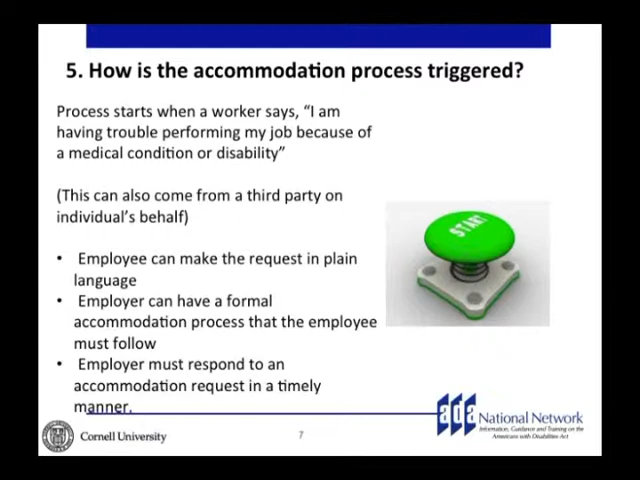 5. How is the accommodation process triggered?
Process starts when a worker says, “I am
having trouble performing my job because of
a medical condition or disability”
(This can also come from a third party on
individual’s behalf)
• Employee can make the request in plain
language
• Employer can have a formal
accommodation process that the employee
must follow
• Employer must respond to an
accommodation request in a timely
manner.
START
Cornell University
7
ada National Network
Information, Guidance and Training on the
Americans with Disabilities Act